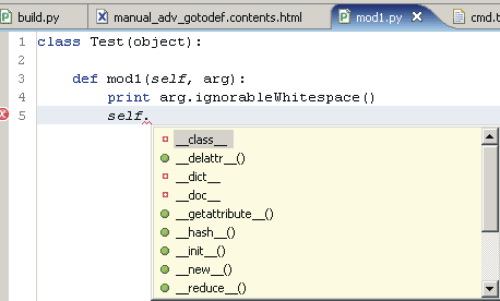 build.py manual_adv_gotodef.contents.html mod1.py cmd.t
1 class Test(object):
2
3 def mod1(self, arg):
4 print arg.ignorableWhitespace()
5 self.
__class__
__delattr__()
__dict__
__doc__
__getattribute__()
__hash__()
__init__()
__new__()
__reduce__()